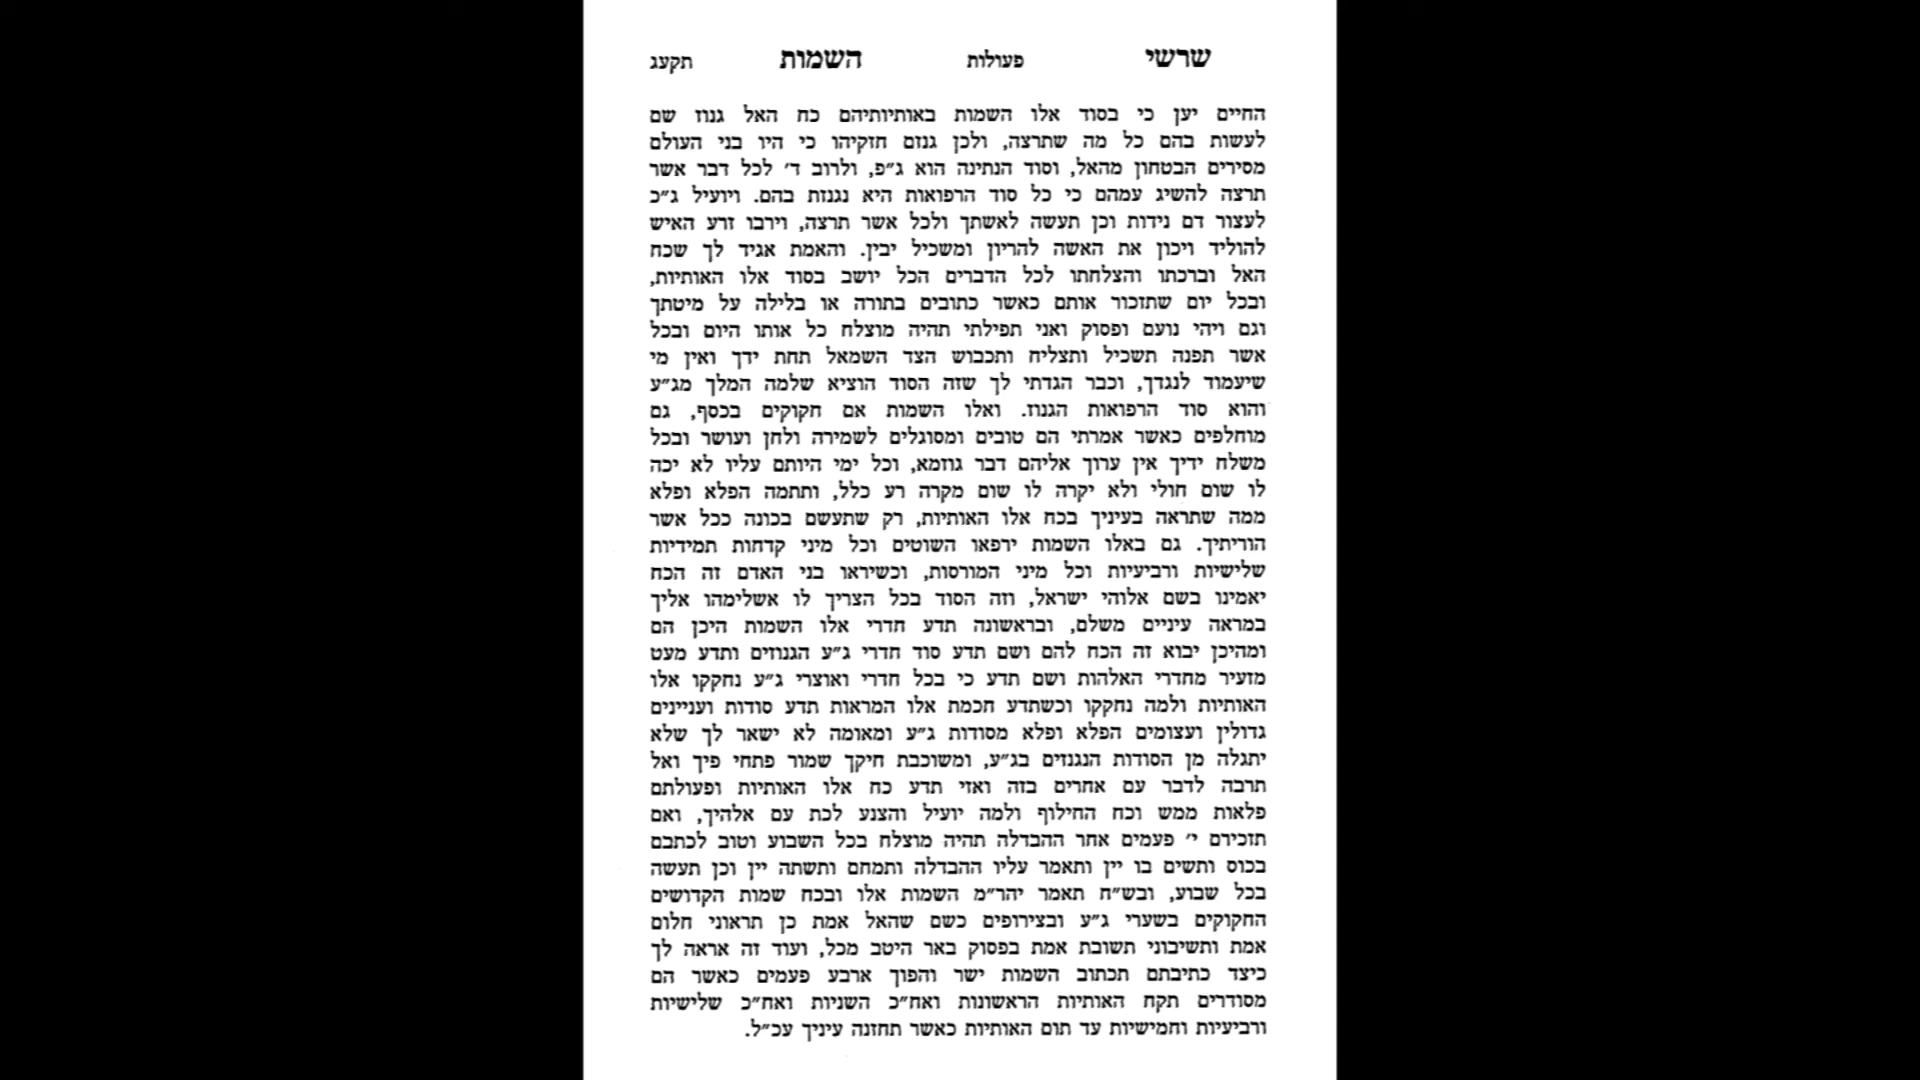 שרשי פעולות השמות תקעג
החיים יען כי בסוד אלו השמות באותיותיהם כח האל גנוז שם
לעשות בהם כל מה שתרצה, ולכן גנזם חזקיהו כי היו בני העולם
מסירים הבטחון מהאל, וסוד הנתינה הוא ג״פ, ולרוב ד׳ לכל דבר אשר
תרצה להשיג עמהם כי כל סוד הרפואות היא נגנזת בהם. ויועיל ג״כ
לעצור דם נידות וכן תעשה לאשתך ולכל אשר תרצה, וירבו זרע האיש
להוליד ויכון את האשה להריון ומשכיל יבין. והאמת אגיד לך שכח
האל וברכתו והצלחתו לכל הדברים הכל יושב בסוד אלו האותיות,
ובכל יום שתזכור אותם כאשר כתובים בתורה או בלילה על מיטתך
וגם ויהי נועם ופסוק ואני תפילתי תהיה מוצלח כל אותו היום ובכל
אשר תפנה תשכיל ותצליח ותכבוש הצד השמאל תחת ידך ואין מי
שיעמוד לנגדך, וכבר הגדתי לך שזה הסוד הוציא שלמה המלך מג״ע
והוא סוד הרפואות הגנוז. ואלו השמות אם חקוקים בכסף, גם
מוחלפים כאשר אמרתי הם טובים ומסוגלים לשמירה ולחן ועושר ובכל
משלח ידיך אין ערוך אליהם דבר גוזמא, וכל ימי היותם עליו לא יכה
לו שום חולי ולא יקרה לו שום מקרה רע כלל, ותתמה הפלא ופלא
ממה שתראה בעיניך בכח אלו האותיות, רק שתעשם בכונה ככל אשר
הוריתיך. גם באלו השמות ירפאו השוטים וכל מיני קדחות תמידיות
שלישיות ורביעיות וכל מיני המורסות, וכשיראו בני האדם זה הכח
יאמינו בשם אלוהי ישראל, וזה הסוד בכל הצריך לו אשלימהו אליך
במראה עיניים משלם, ובראשונה תדע חדרי אלו השמות היכן הם
ומהיכן יבוא זה הכח להם ושם תדע סוד חדרי ג״ע הגנוזים ותדע מעט
מזעיר מחדרי האלהות ושם תדע כי בכל חדרי ואוצרי ג״ע נחקקו אלו
האותיות ולמה נחקקו וכשתדע חכמת אלו המראות תדע סודות ועניינים
גדולין ועצומים הפלא ופלא מסודות ג״ע ומאומה לא ישאר לך שלא
יתגלה מן הסודות הנגנזים בג״ע, ומשוכבת חיקך שמור פתחי פיך ואל
תרבה לדבר עם אחרים בזה ואזי תדע כח אלו האותיות ופעולתם
פלאות ממש וכח החילוף ולמה יועיל והצנע לכת עם אלהיך, ואם
תזכירם י׳ פעמים אחר ההבדלה תהיה מוצלח בכל השבוע וטוב לכתבם
בכוס ותשים בו יין ותאמר עליו ההבדלה ותמחם ותשתה יין וכן תעשה
בכל שבוע, ובש״ח תאמר יהר״מ השמות אלו ובכח שמות הקדושים
החקוקים בשערי ג״ע ובצירופים כשם שהאל אמת כן תראוני חלום
אמת ותשיבוני תשובת אמת בפסוק באר היטב מכל, ועוד זה אראה לך
כיצד כתיבתם תכתוב השמות ישר והפוך ארבע פעמים כאשר הם
מסודרים תקח האותיות הראשונות ואח״כ השניות ואח״כ שלישיות
ורביעיות וחמישיות עד תום האותיות כאשר תחזנה עיניך עכ״ל.